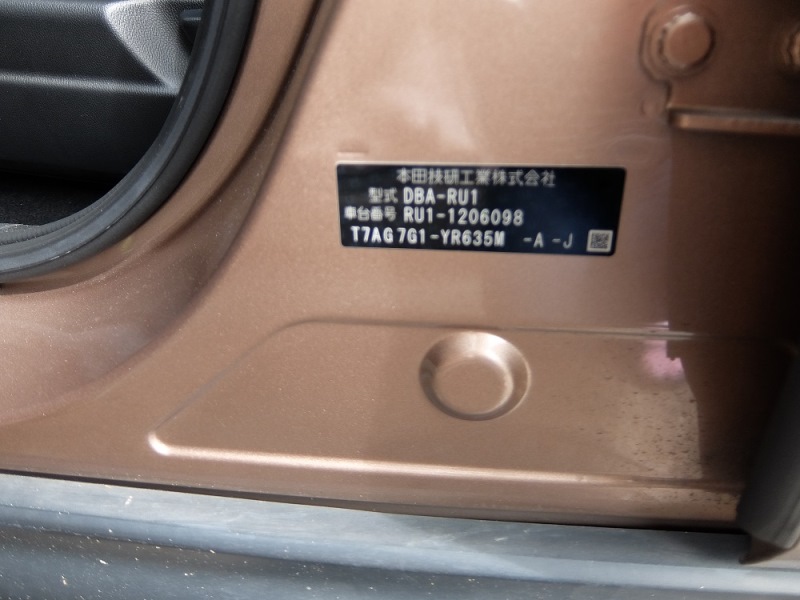 本田技研工業株式会社
型式 DBA-RU1
車台番号 RU1-1206098
T7AG7G1-YR635M -A -J